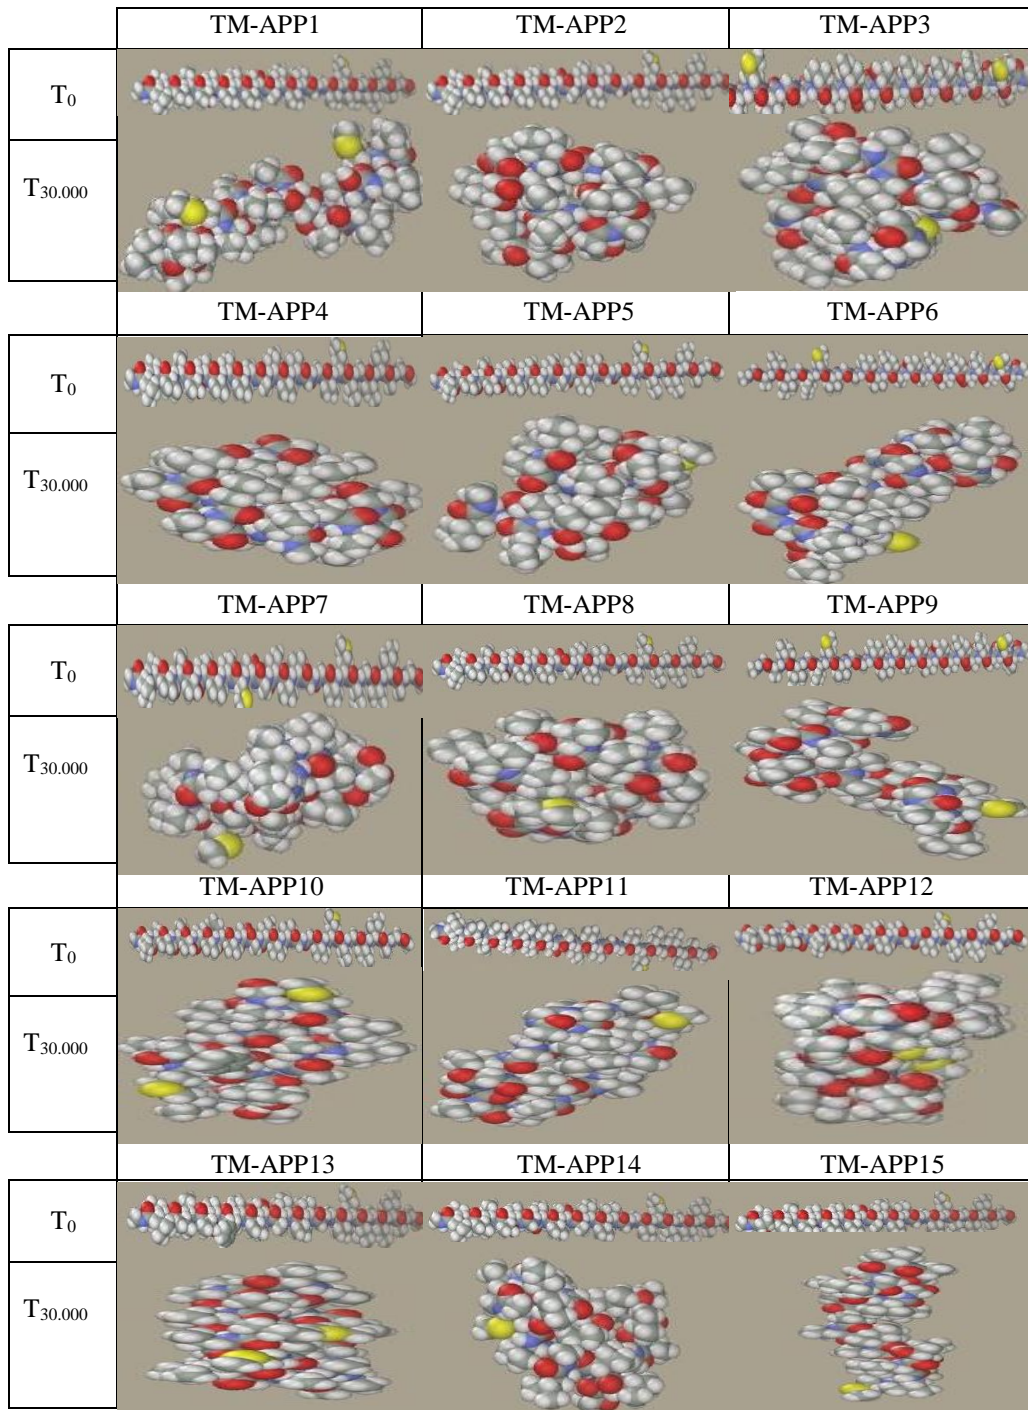 TM-APP1 TM-APP2 TM-APP3
T0
T30.000
TM-APP4 TM-APP5 TM-APP6
T0
T30.000
TM-APP7 TM-APP8 TM-APP9
T0
T30.000
TM-APP10 TM-APP11 TM-APP12
T0
T30.000
TM-APP13 TM-APP14 TM-APP15
T0
T30.000